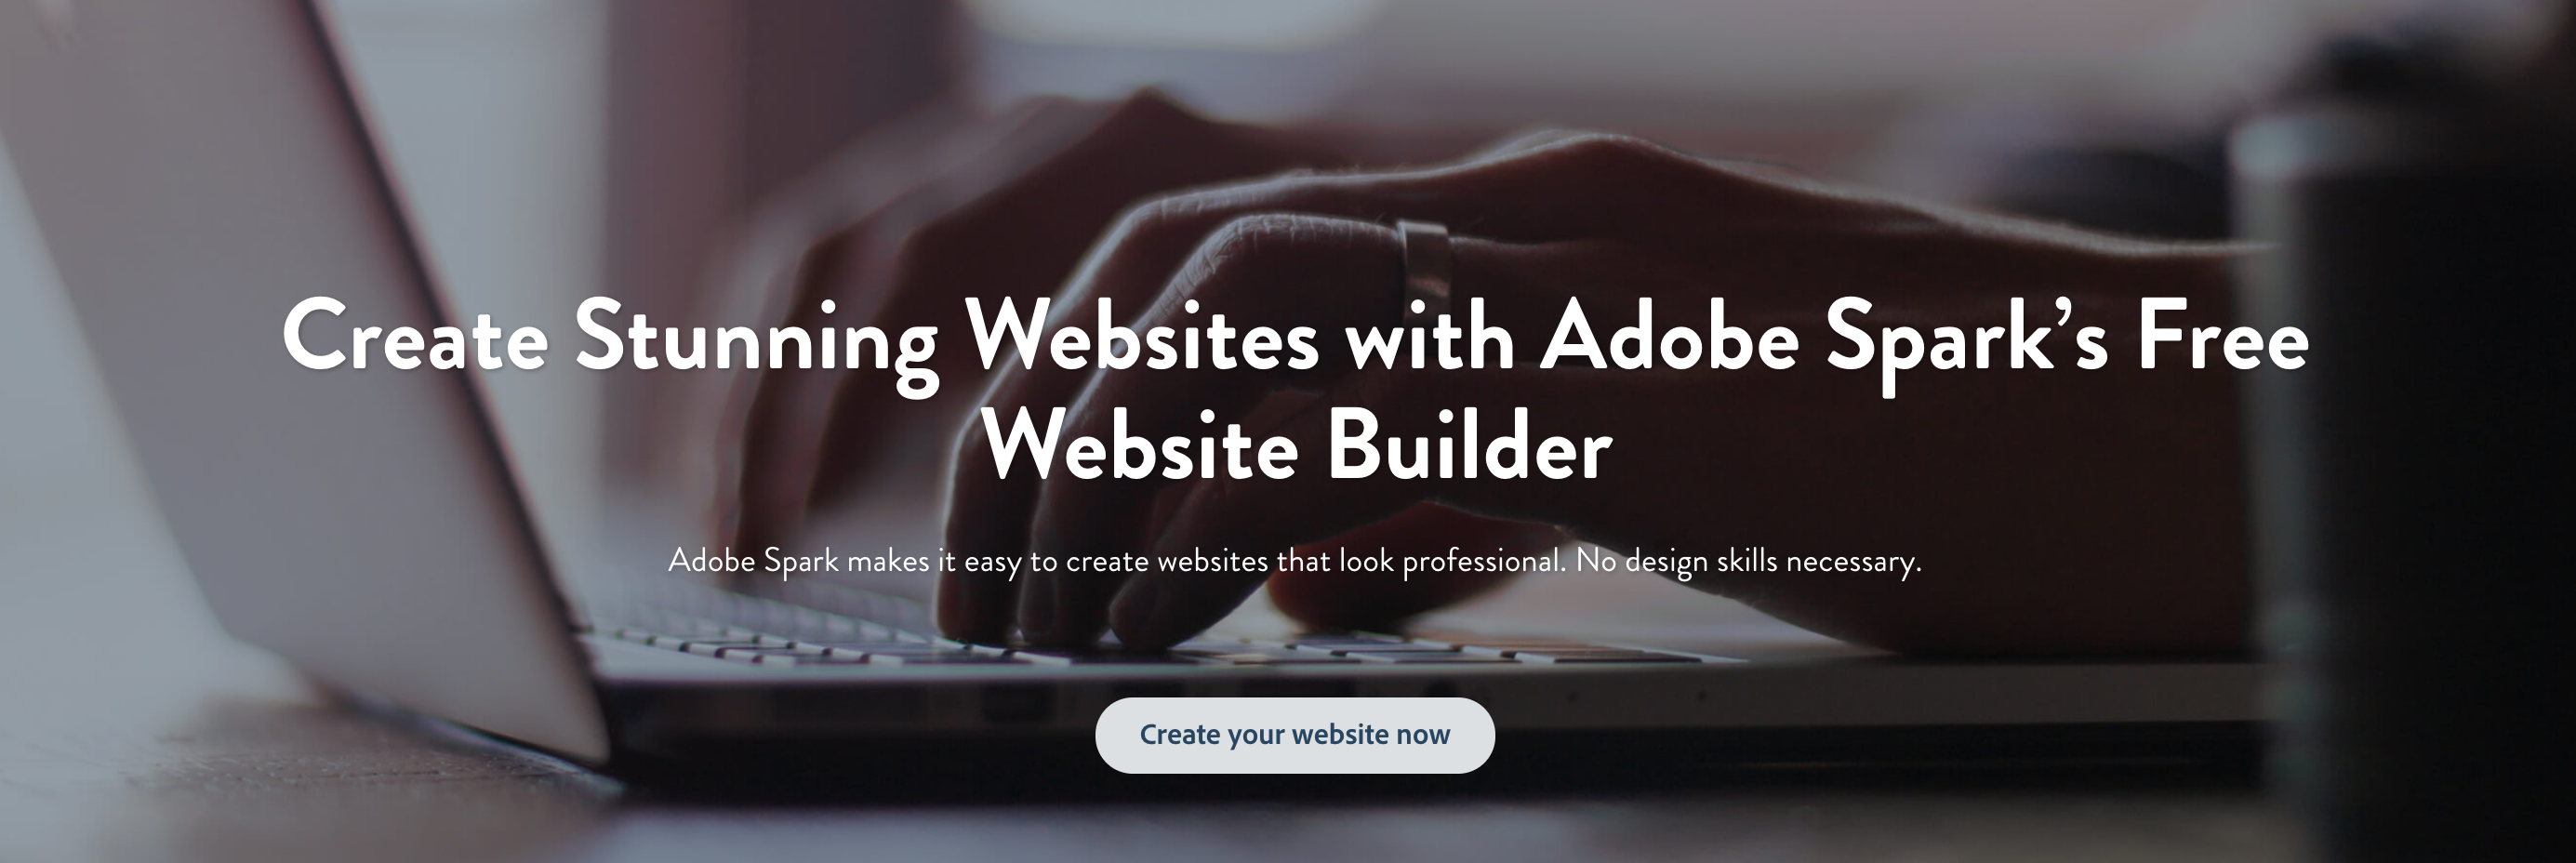 Create Stunning Websites with Adobe Spark’s Free
Website Builder
Adobe Spark makes it easy to create websites that look professional. No design skills necessary.
Create your website now